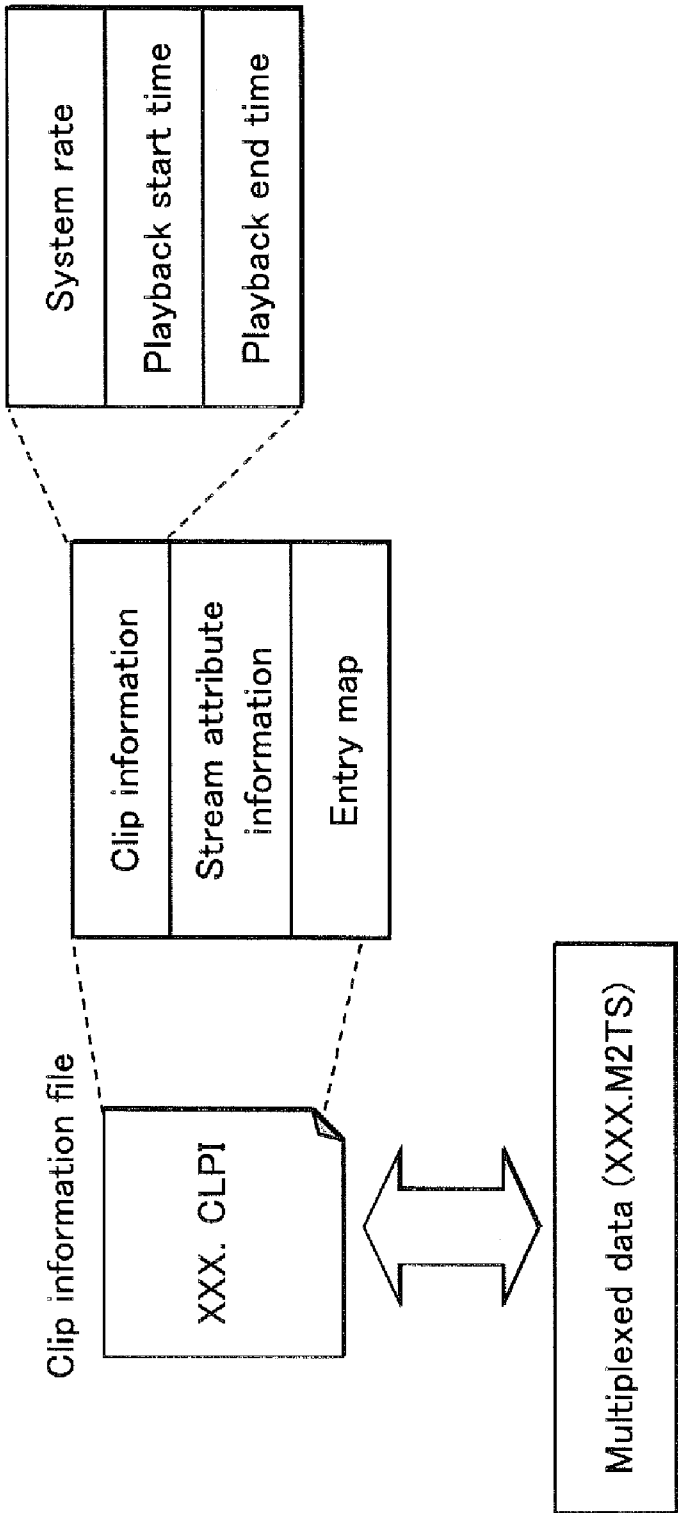 Clip information file
XXX. CLPI
Multiplexed data (XXX.M2TS)
Clip information
Stream attribute
information
Entry map
System rate
Playback start time
Playback end time